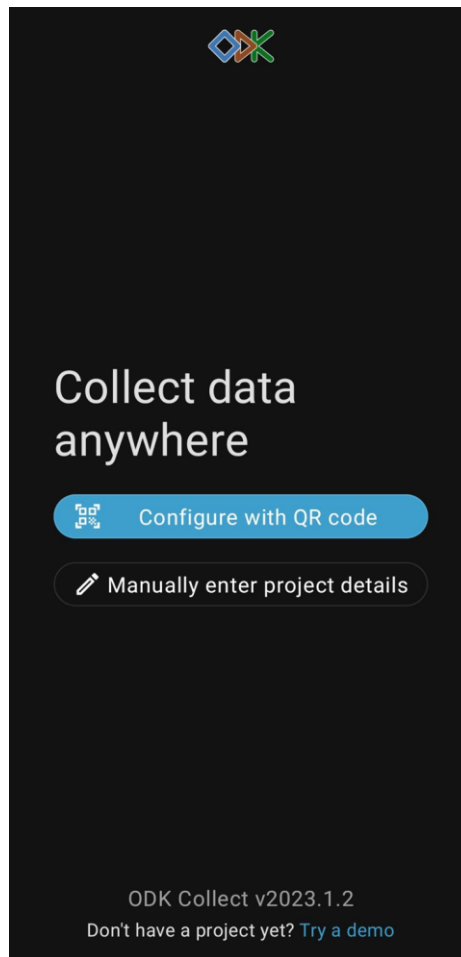 ODK
Collect data
anywhere
Configure with QR code
Manually enter project details
ODK Collect v2023.1.2
Don't have a project yet? Try a demo